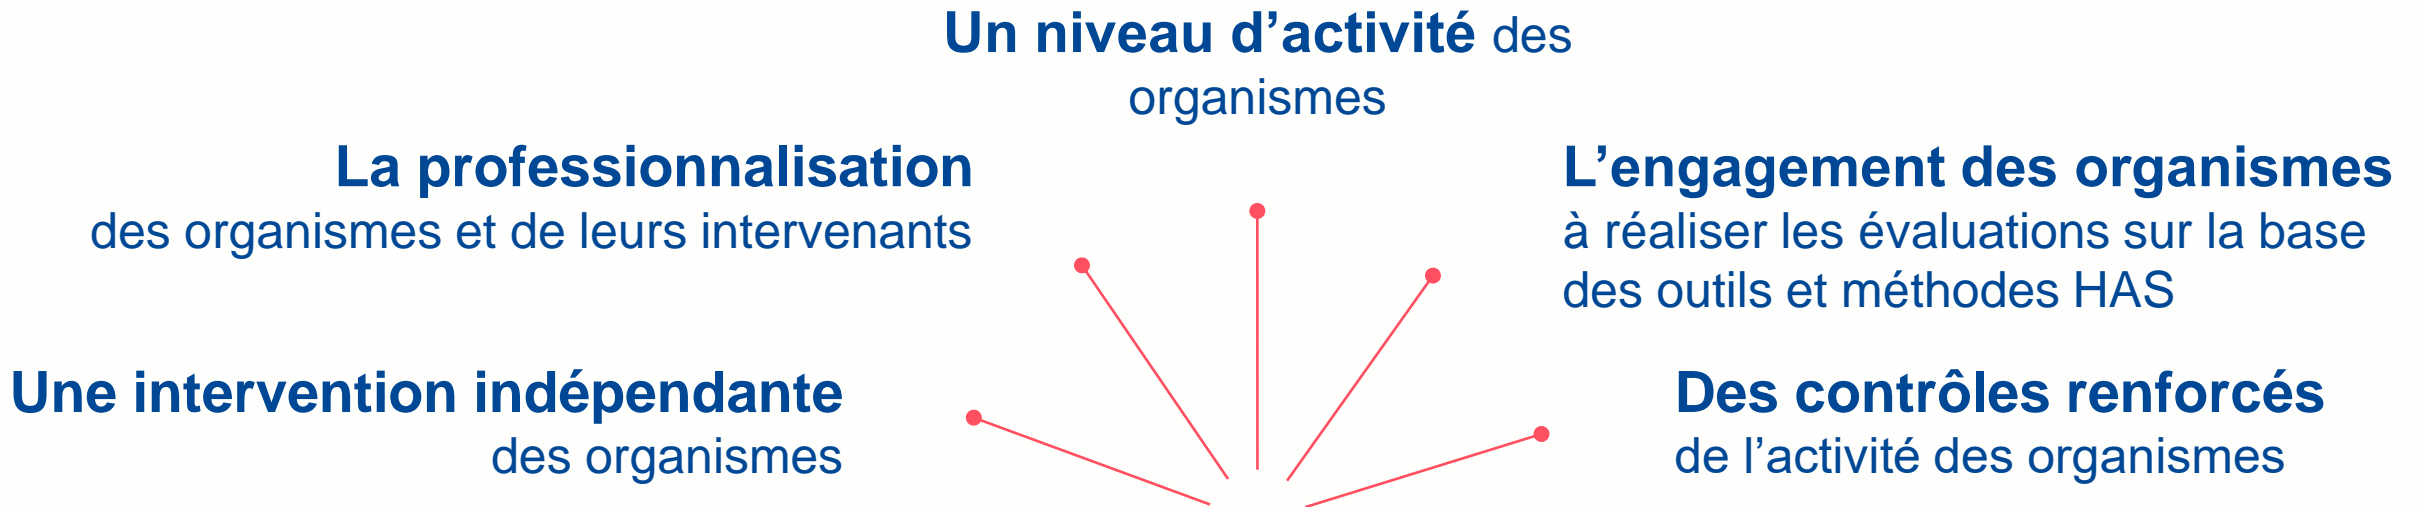 Un niveau d’activité des
organismes
La professionnalisation
des organismes et de leurs intervenants
L’engagement des organismes
à réaliser les évaluations sur la base
des outils et méthodes HAS
Une intervention indépendante
des organismes
Des contrôles renforcés
de l’activité des organismes